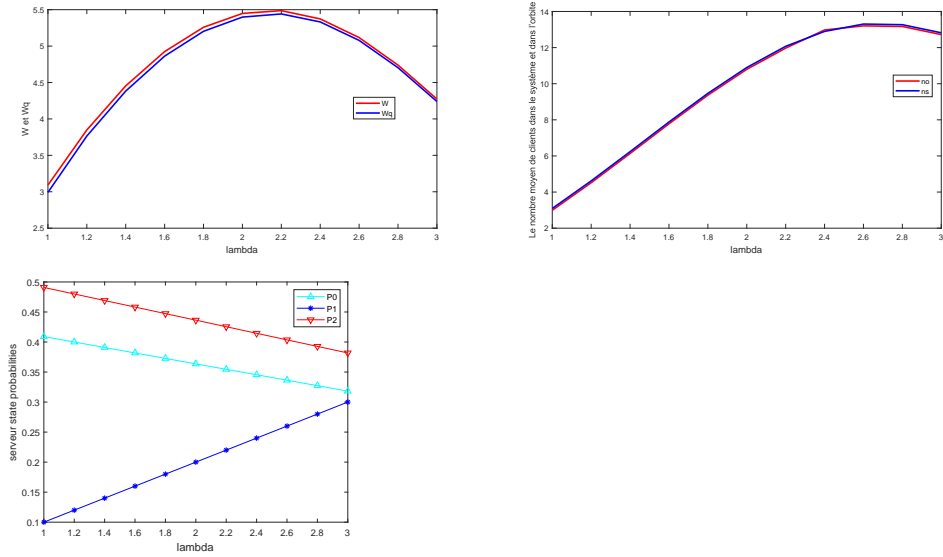 5.5
5
4.5
4
3.5
3
2.5
W et Wq
W
Wq
1 1.2 1.4 1.6 1.8 2 2.2 2.4 2.6 2.8 3
lambda
14
12
10
8
6
4
2
Le nombre moyen de clients dans le système et dans l'orbite
no
ns
1 1.2 1.4 1.6 1.8 2 2.2 2.4 2.6 2.8 3
lambda
0.5
0.45
0.4
0.35
0.3
0.25
0.2
0.15
0.1
serveur state probabilities
P0
P1
P2
1 1.2 1.4 1.6 1.8 2 2.2 2.4 2.6 2.8 3
lambda